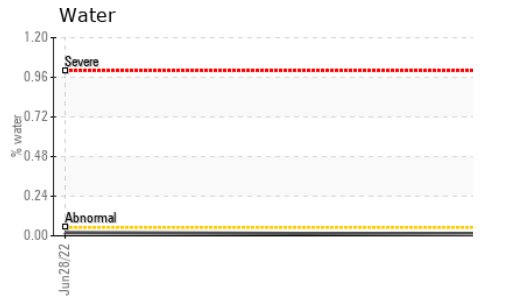 Water
1.20
Severe
0.96
0.72
0.48
0.24
Abnormal
0.00
% water
Jun28/22